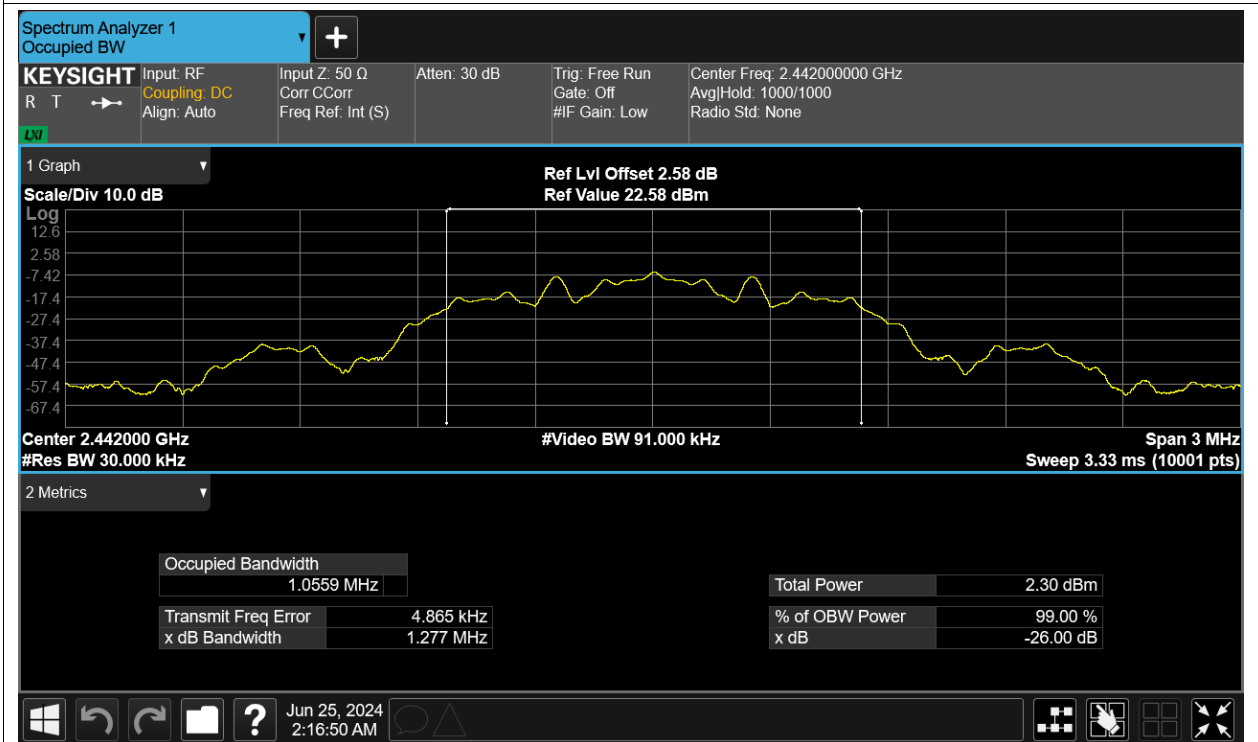 Spectrum Analyzer 1
Occupied BW
KEYSIGHT
R T
LXI
Input: RF
Coupling: DC
Align: Auto
Input Z: 50 Ω
Corr CCorr
Freq Ref: Int (S)
Atten: 30 dB
Trig: Free Run
Gate: Off
#IF Gain: Low
Center Freq: 2.442000000 GHz
Avg|Hold: 1000/1000
Radio Std: None
1 Graph
Scale/Div 10.0 dB
Ref Lvl Offset 2.58 dB
Ref Value 22.58 dBm
Log
12.6
2.58
-7.42
-17.4
-27.4
-37.4
-47.4
-57.4
-67.4
Center 2.442000 GHz
#Res BW 30.000 kHz
#Video BW 91.000 kHz
Span 3 MHz
Sweep 3.33 ms (10001 pts)
2 Metrics
Occupied Bandwidth
1.0559 MHz
Transmit Freq Error 4.865 kHz
x dB Bandwidth 1.277 MHz
Total Power 2.30 dBm
% of OBW Power 99.00 %
x dB -26.00 dB
?
Jun 25, 2024
2:16:50 AM